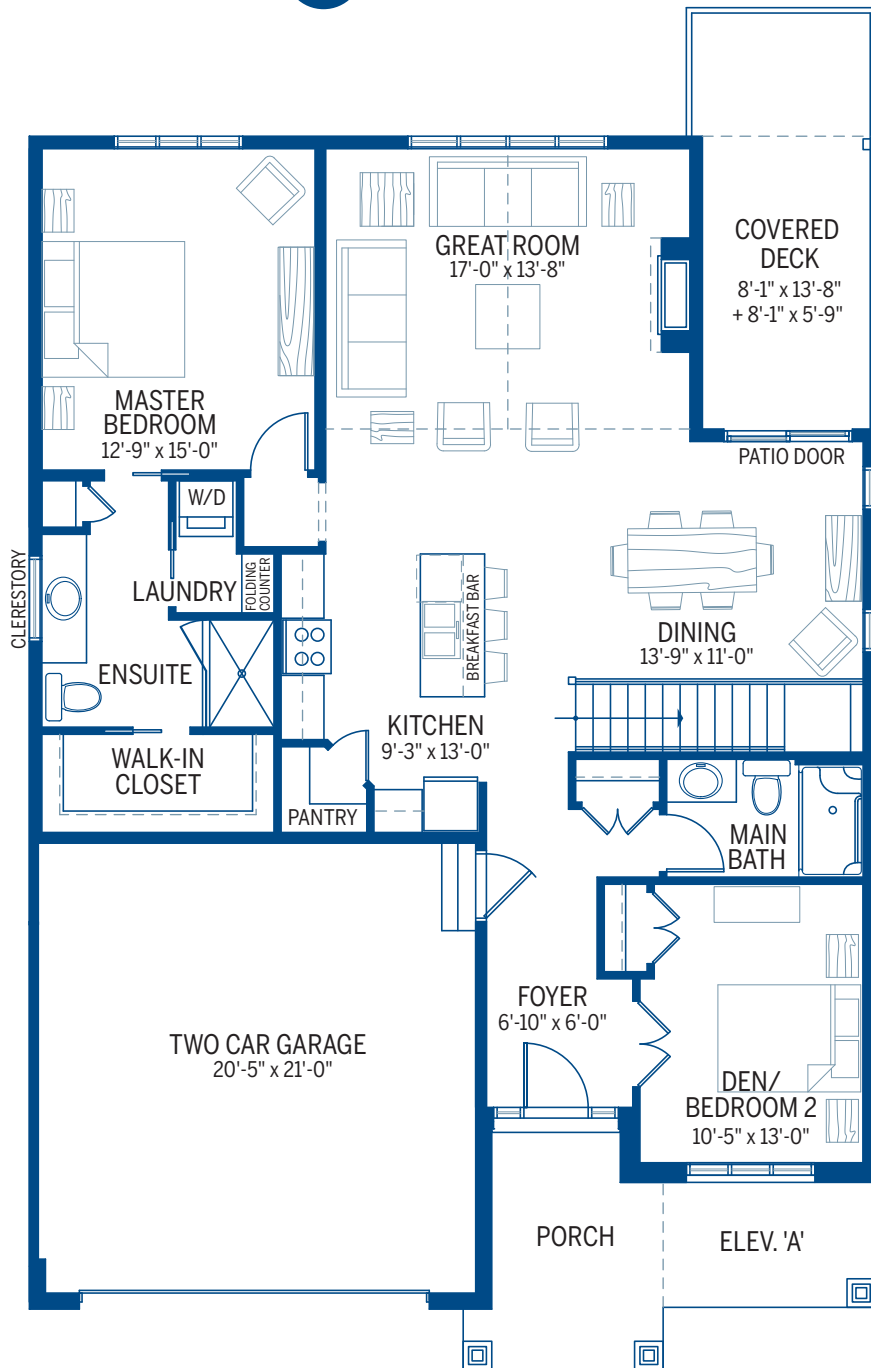 COVERED
DECK
8'-1" x 13'-8"
+ 8'-1" x 5'-9"
GREAT ROOM
17'-0" x 13'-8"
MASTER
BEDROOM
12'-9" x 15'-0"
PATIO DOOR
W/D
CLERESTORY
LAUNDRY
FOLDING
COUNTER
BREAKFAST BAR
DINING
13'-9" x 11'-0"
ENSUITE
KITCHEN
9'-3" x 13'-0"
WALK-IN
CLOSET
PANTRY
MAIN
BATH
FOYER
6'-10" x 6'-0"
TWO CAR GARAGE
20'-5" x 21'-0"
DEN/
BEDROOM 2
10'-5" x 13'-0"
PORCH
ELEV. 'A'